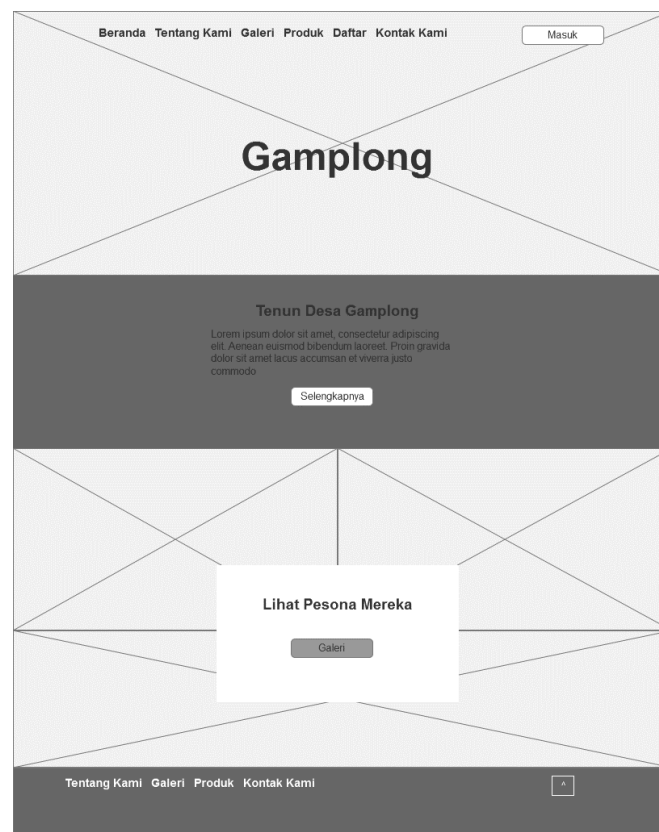 Beranda Tentang Kami Galeri Produk Daftar Kontak Kami
Masuk
Gamplong
Tenun Desa Gamplong
Lorem ipsum dolor sit amet, consectetur adipiscing
elit. Aenean euismod bibendum laoreet. Proin gravida
dolor sit amet lacus accumsan et viverra justo
commodo
Selengkapnya
Lihat Pesona Mereka
Galeri
Tentang Kami Galeri Produk Kontak Kami
^